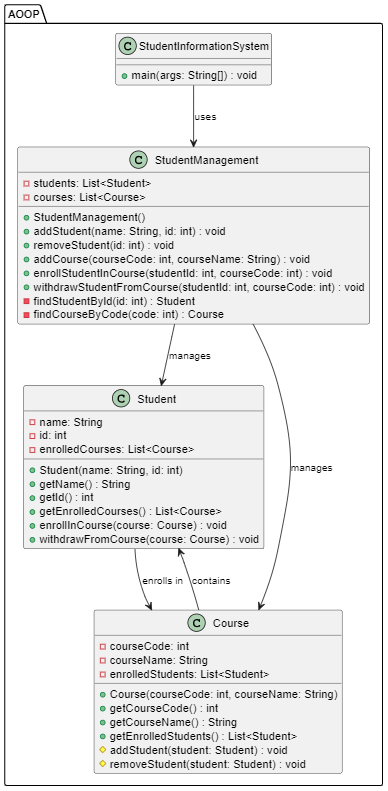 AOOP
C StudentInformationSystem
main(args: String[]) : void
uses
C StudentManagement
students: List<Student>
courses: List<Course>
StudentManagement()
addStudent(name: String, id: int) : void
removeStudent(id: int) : void
addCourse(courseCode: int, courseName: String) : void
enrollStudentInCourse(studentId: int, courseCode: int) : void
withdrawStudentFromCourse(studentId: int, courseCode: int) : void
findStudentById(id: int) : Student
findCourseByCode(code: int) : Course
manages
C Student
name: String
id: int
enrolledCourses: List<Course>
Student(name: String, id: int)
getName() : String
getId() : int
getEnrolledCourses() : List<Course>
enrollInCourse(course: Course) : void
withdrawFromCourse(course: Course) : void
manages
enrolls in
contains
C Course
courseCode: int
courseName: String
enrolledStudents: List<Student>
Course(courseCode: int, courseName: String)
getCourseCode() : int
getCourseName() : String
getEnrolledStudents() : List<Student>
addStudent(student: Student) : void
removeStudent(student: Student) : void